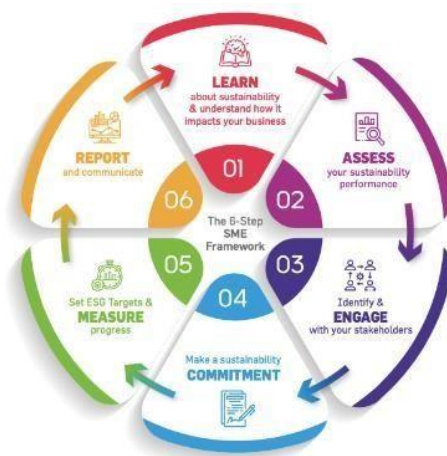 LEARN
about sustainability
& understand how it
impacts your business
01
ASSESS
your sustainability
performance
02
Identify &
ENGAGE
with your stakeholders
03
Make a sustainability
COMMITMENT
04
Set ESG Targets &
MEASURE
progress
05
REPORT
and communicate
06
The 6-Step
SME
Framework